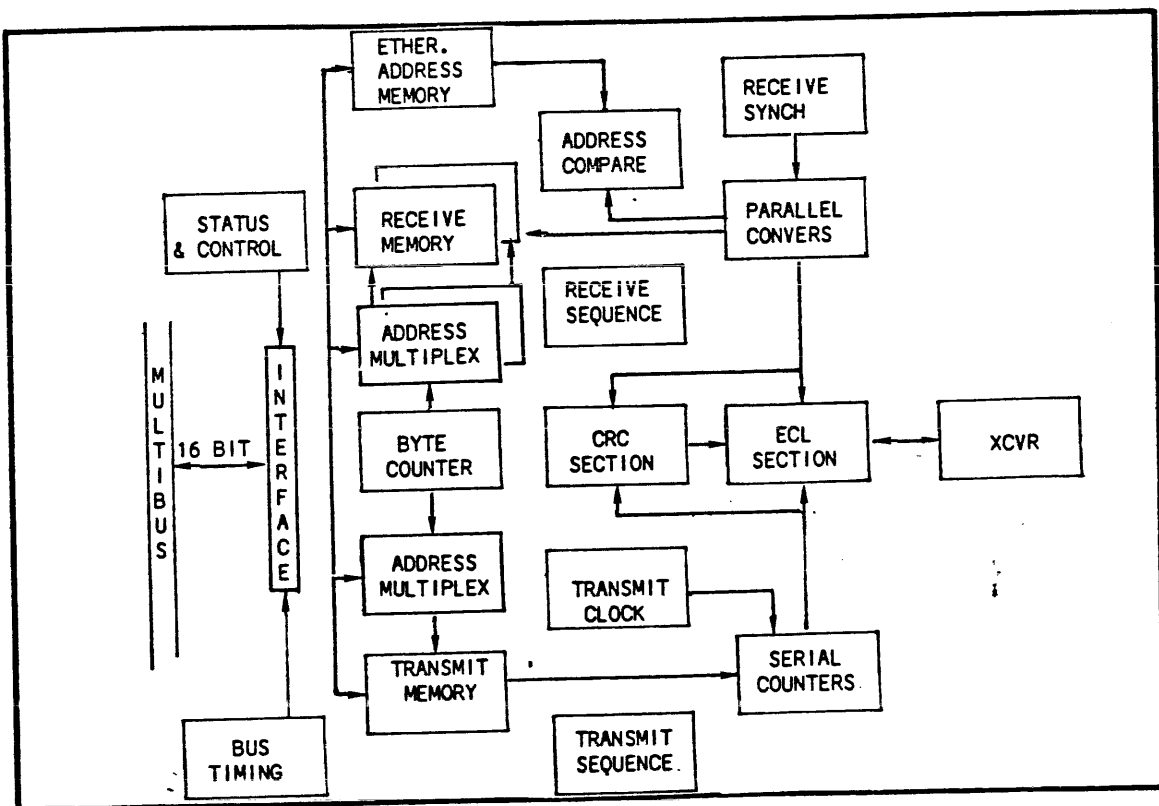 ETHER.
ADDRESS
MEMORY
RECEIVE
SYNCH
ADDRESS
COMPARE
STATUS
& CONTROL
RECEIVE
MEMORY
PARALLEL
CONVERS
RECEIVE
SEQUENCE
ADDRESS
MULTIPLEX
MULTIBUS
16 BIT
INTERFACE
BYTE
COUNTER
CRC
SECTION
ECL
SECTION
XCVR
ADDRESS
MULTIPLEX
TRANSMIT
CLOCK
TRANSMIT
MEMORY
SERIAL
COUNTERS
BUS
TIMING
TRANSMIT
SEQUENCE.